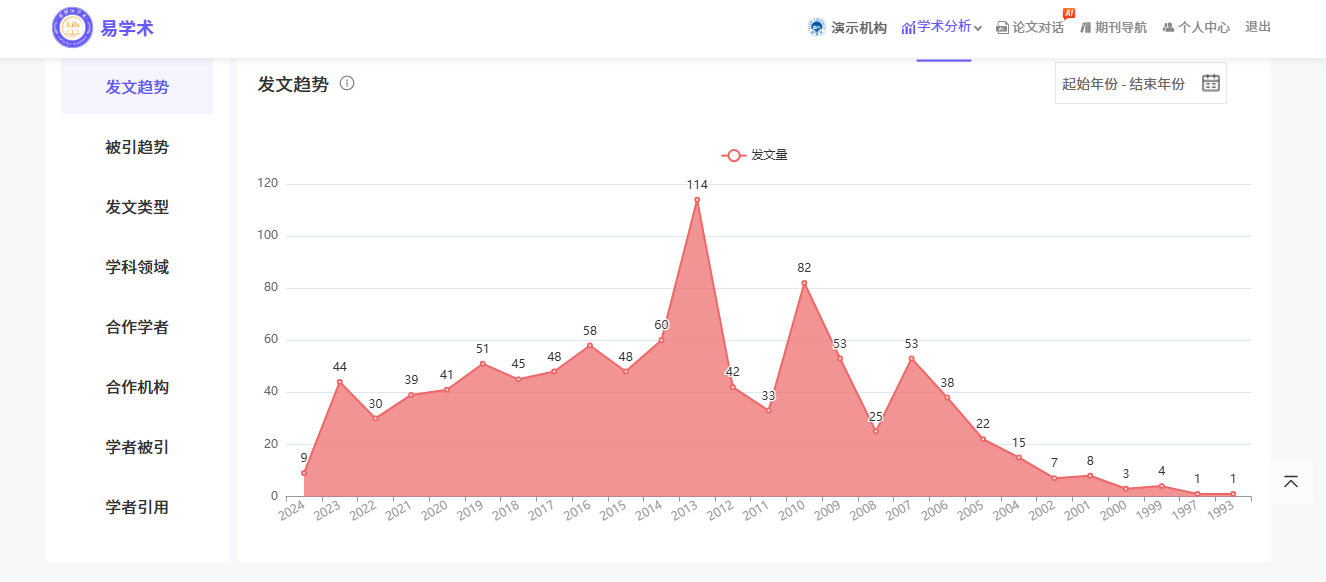 易学术
演示机构 学术分析 论文对话 AI 期刊导航 个人中心 退出
发文趋势
被引趋势
发文类型
学科领域
合作学者
合作机构
学者被引
学者引用
发文趋势
起始年份 - 结束年份
发文量
120
100
80
60
40
20
0
9 44 30 39 41 51 45 48 58 48 60 114 42 33 82 53 25 53 38 22 15 7 8 3 4 1 1
2024 2023 2022 2021 2020 2019 2018 2017 2016 2015 2014 2013 2012 2011 2010 2009 2008 2007 2006 2005 2004 2002 2001 2000 1999 1997 1993